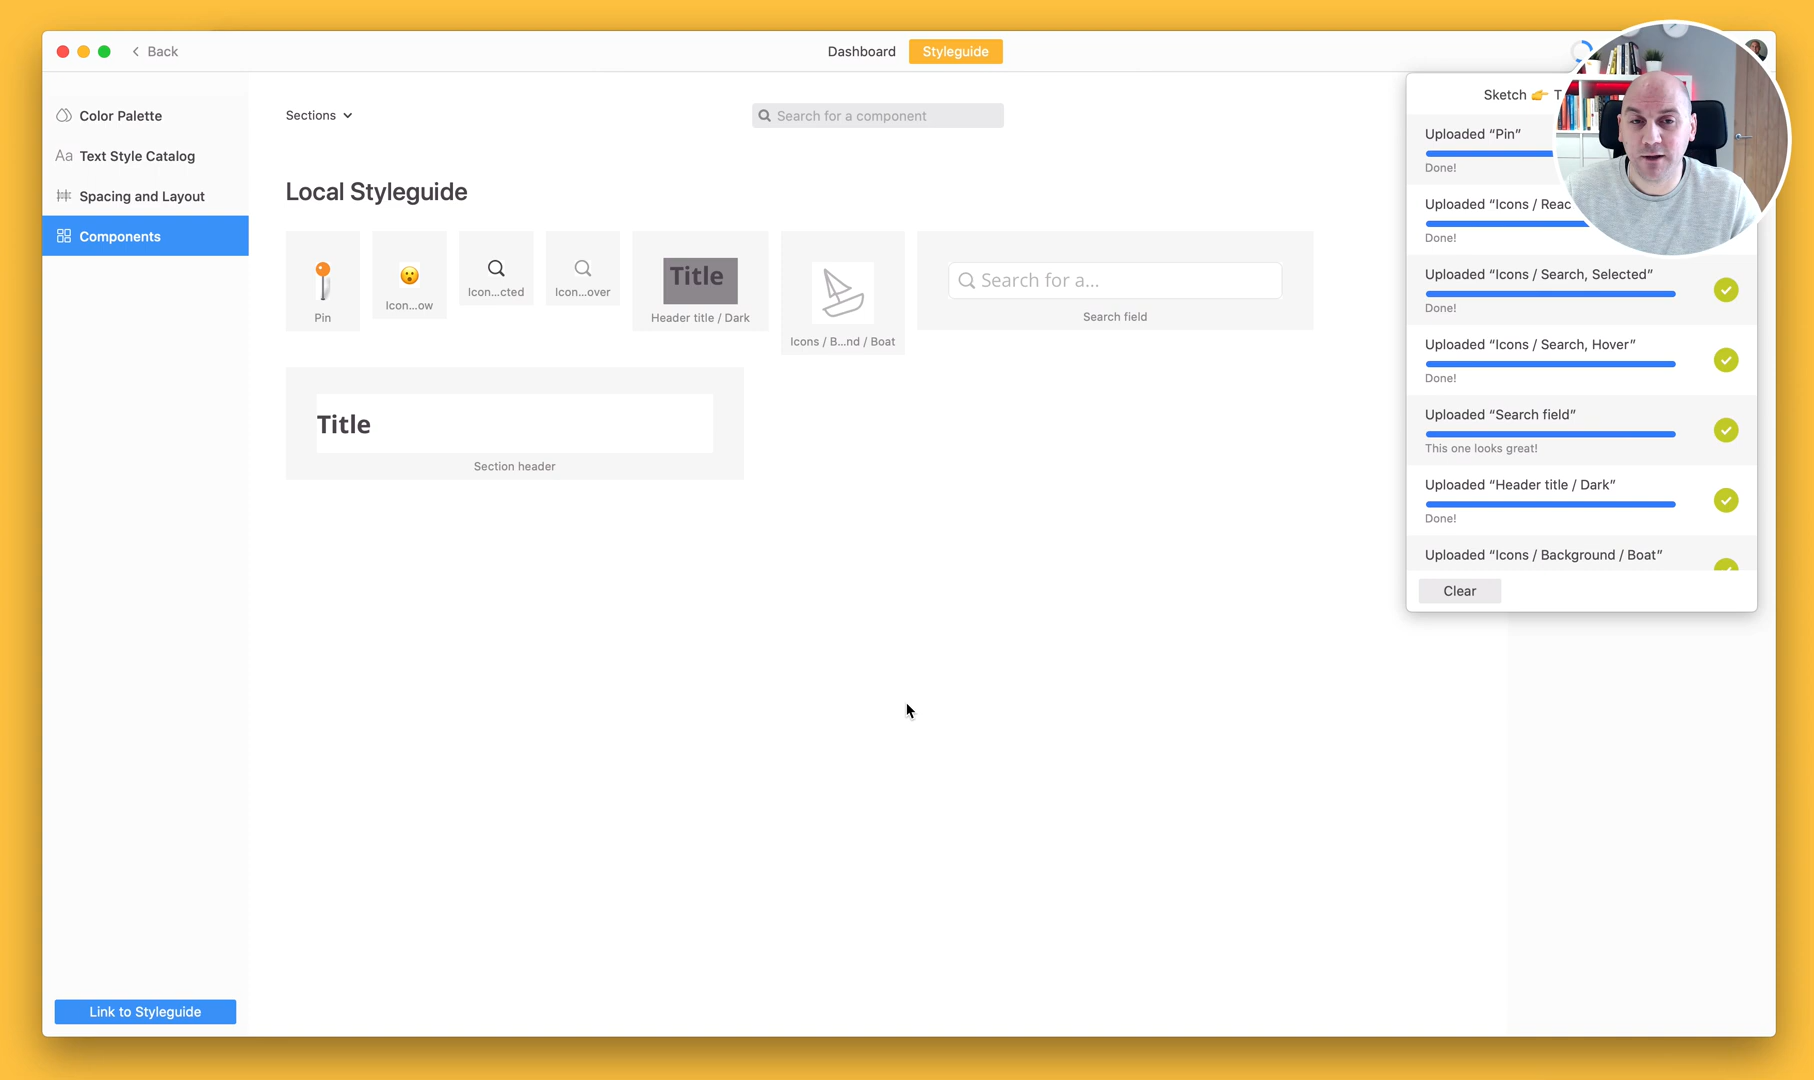 Back
Dashboard
Styleguide
Color Palette
Aa Text Style Catalog
Spacing and Layout
Components
Link to Styleguide
Sections
Search for a component
Local Styleguide
Pin
Icon...ow
Icon...cted
Icon...over
Title
Header title / Dark
Icons / B...nd / Boat
Search for a...
Search field
Title
Section header
Sketch 👉 T
Uploaded “Pin”
Done!
Uploaded “Icons / Reac
Done!
Uploaded “Icons / Search, Selected”
Done!
Uploaded “Icons / Search, Hover”
Done!
Uploaded “Search field”
This one looks great!
Uploaded “Header title / Dark”
Done!
Uploaded “Icons / Background / Boat”
Clear